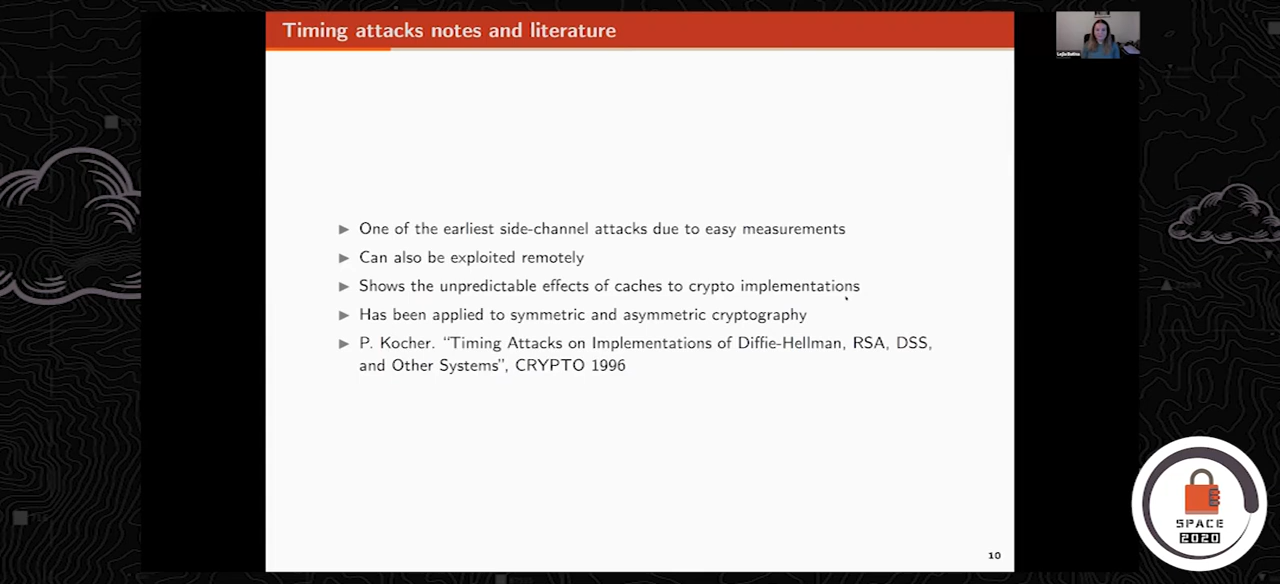 Timing attacks notes and literature
One of the earliest side-channel attacks due to easy measurements
Can also be exploited remotely
Shows the unpredictable effects of caches to crypto implementations
Has been applied to symmetric and asymmetric cryptography
P. Kocher. “Timing Attacks on Implementations of Diffie-Hellman, RSA, DSS,
and Other Systems”, CRYPTO 1996
10
SPACE
2020